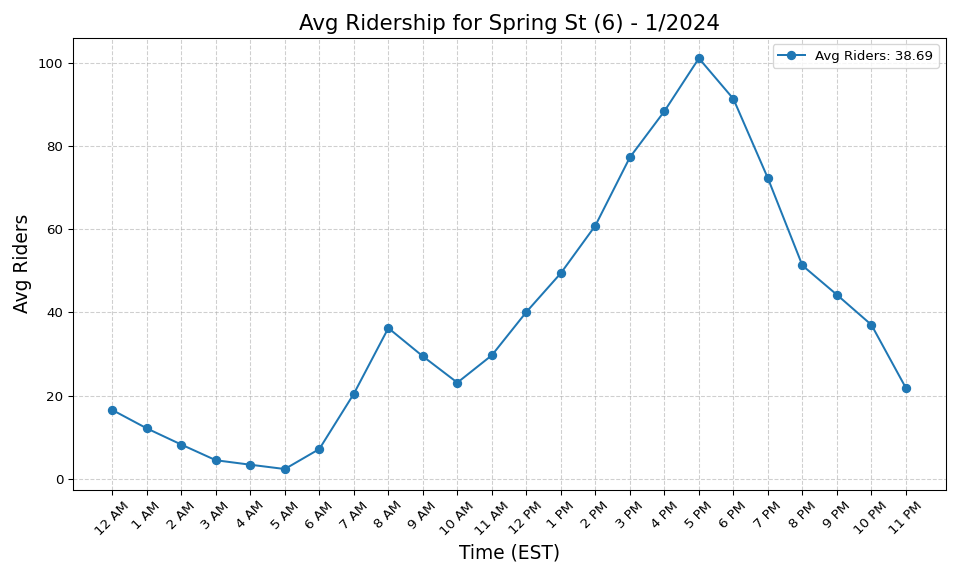 Avg Ridership for Spring St (6) - 1/2024
Avg Riders: 38.69
Avg Riders
100
80
60
40
20
0
12 AM
1 AM
2 AM
3 AM
4 AM
5 AM
6 AM
7 AM
8 AM
9 AM
10 AM
11 AM
12 PM
1 PM
2 PM
3 PM
4 PM
5 PM
6 PM
7 PM
8 PM
9 PM
10 PM
11 PM
Time (EST)